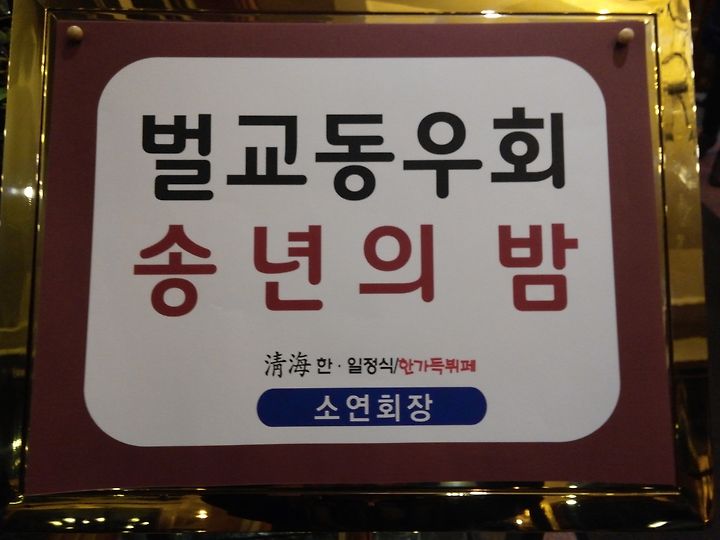 벌교동우회
송년의 밤
清海 한·일정식/한가득뷔페
소연회장